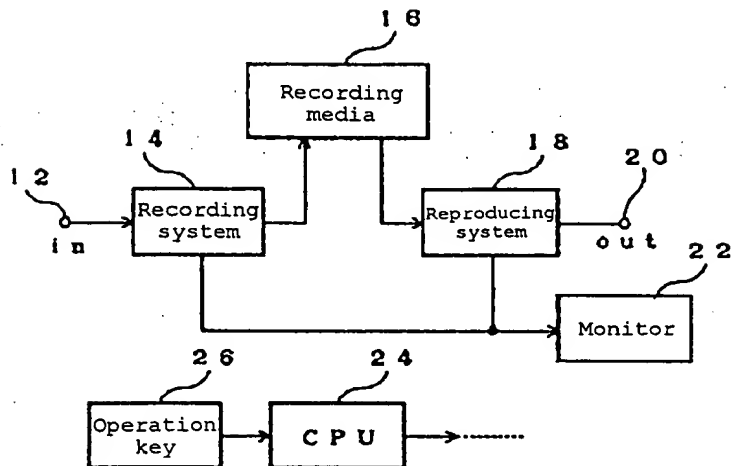 16
Recording
media
14
18
20
12
Recording
system
Reproducing
system
in
out
22
Monitor
26
24
Operation
key
CPU